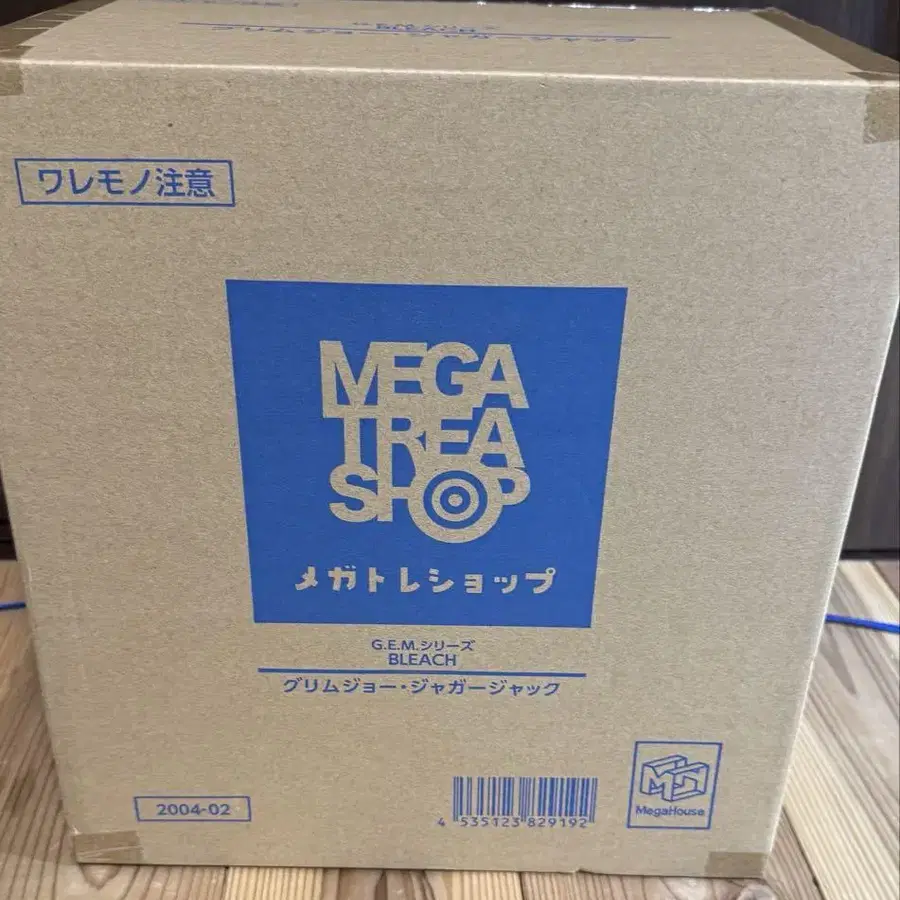 ワレモノ注意
MEGA
TREA
SHOP
メガトレショップ
G.E.M.シリーズ
BLEACH
グリムジョー・ジャガージャック
2004-02
4 535123 829192
MegaHouse